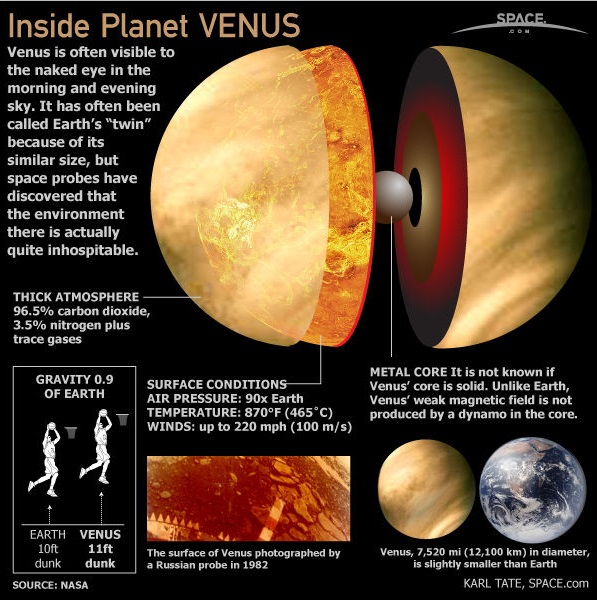 Inside Planet VENUS
SPACE.
.COM
Venus is often visible to
the naked eye in the
morning and evening
sky. It has often been
called Earth's “twin”
because of its
similar size, but
space probes have
discovered that
the environment
there is actually
quite inhospitable.
THICK ATMOSPHERE
96.5% carbon dioxide,
3.5% nitrogen plus
trace gases
METAL CORE It is not known if
Venus' core is solid. Unlike Earth,
Venus' weak magnetic field is not
produced by a dynamo in the core.
GRAVITY 0.9
OF EARTH
EARTH
10ft
dunk
VENUS
11ft
dunk
SURFACE CONDITIONS
AIR PRESSURE: 90x Earth
TEMPERATURE: 870°F (465°C)
WINDS: up to 220 mph (100 m/s)
The surface of Venus photographed by
a Russian probe in 1982
Venus, 7,520 mi (12,100 km) in diameter,
is slightly smaller than Earth
SOURCE: NASA
KARL TATE, SPACE.com